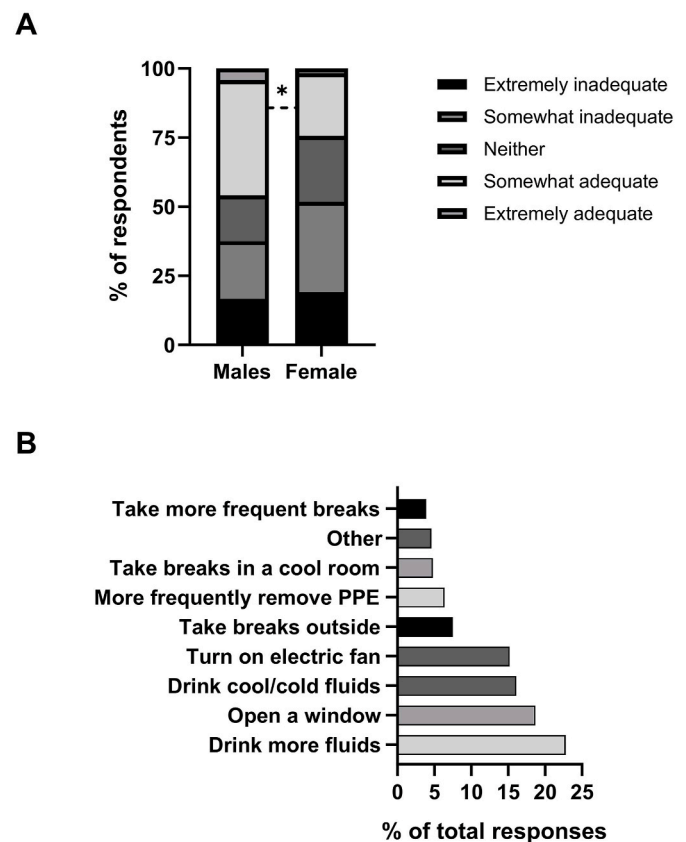 A
% of respondents
100
75
50
25
0
*
Males
Female
Extremely inadequate
Somewhat inadequate
Neither
Somewhat adequate
Extremely adequate
B
Take more frequent breaks
Other
Take breaks in a cool room
More frequently remove PPE
Take breaks outside
Turn on electric fan
Drink cool/cold fluids
Open a window
Drink more fluids
0 5 10 15 20 25
% of total responses